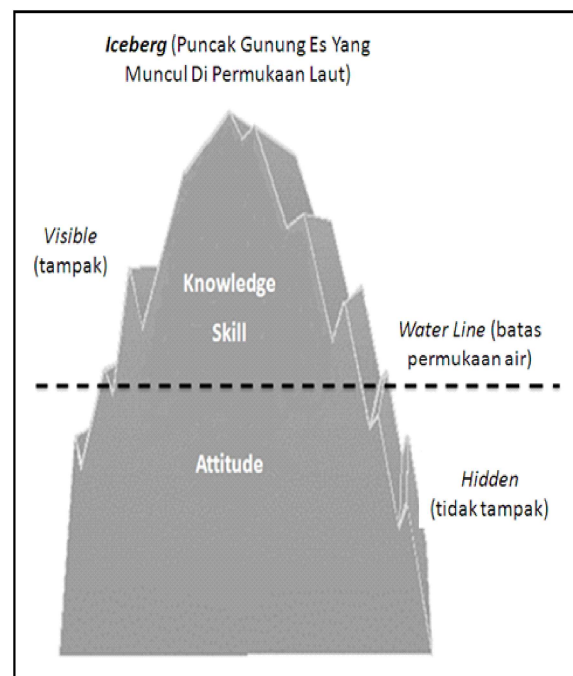 Iceberg (Puncak Gunung Es Yang
Muncul Di Permukaan Laut)
Visible
(tampak)
Knowledge
Skill
Water Line (batas
permukaan air)
Attitude
Hidden
(tidak tampak)